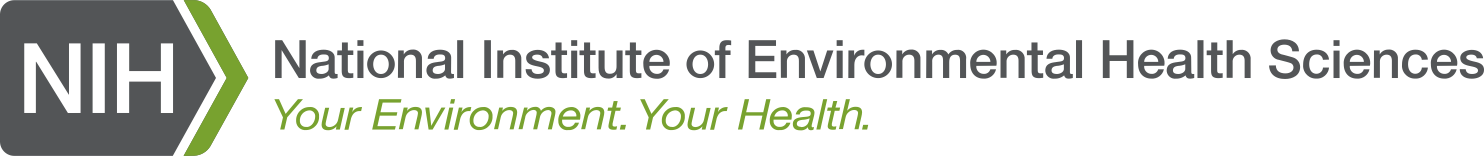 NIH
National Institute of Environmental Health Sciences
Your Environment. Your Health.